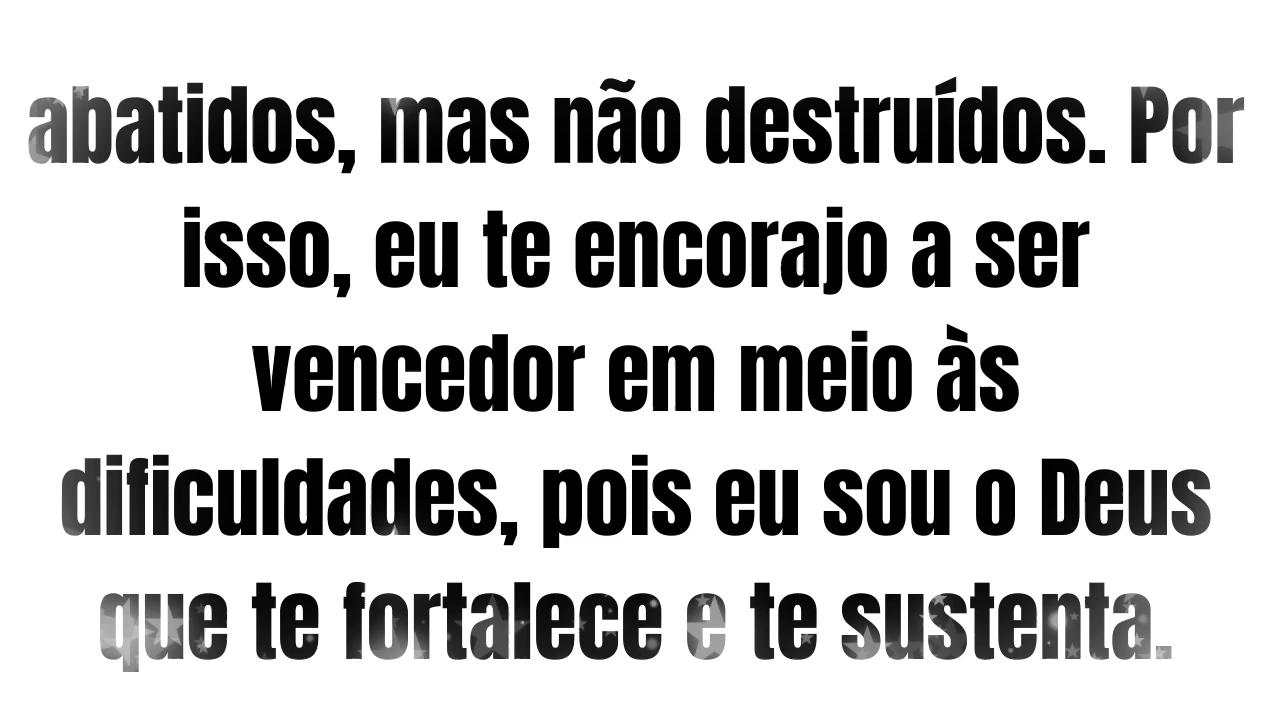 abatidos, mas não destruídos. Por
isso, eu te encorajo a ser
vencedor em meio às
dificuldades, pois eu sou o Deus
que te fortalece e te sustenta.